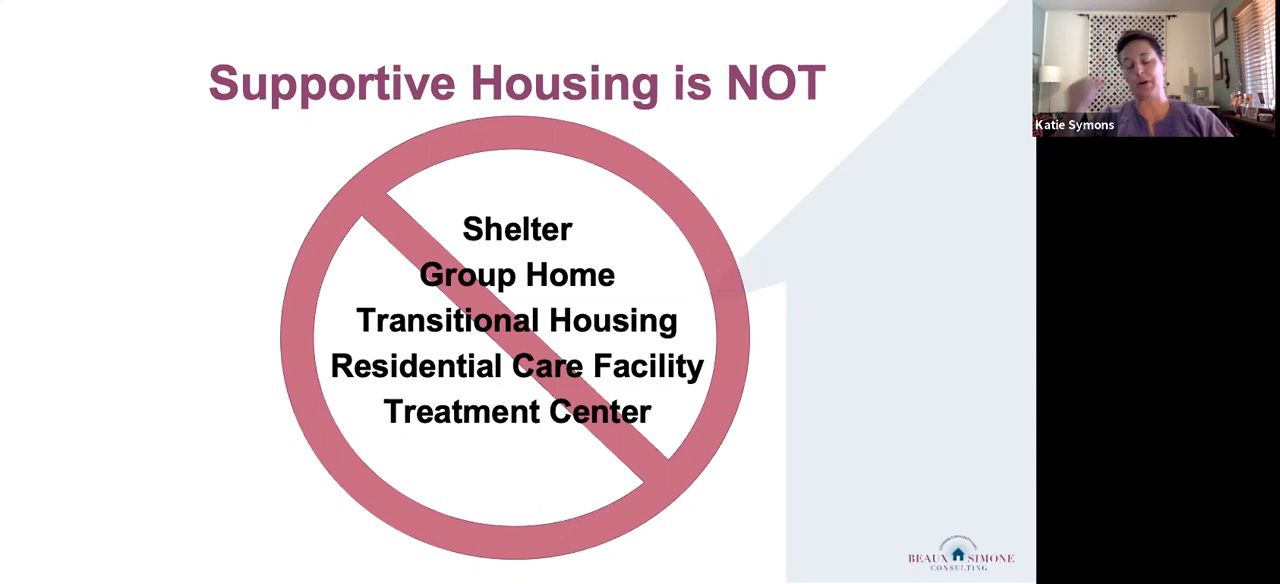 Supportive Housing is NOT
Shelter
Group Home
Transitional Housing
Residential Care Facility
Treatment Center
Katie Symons
BEAUX SIMONE
CONSULTING